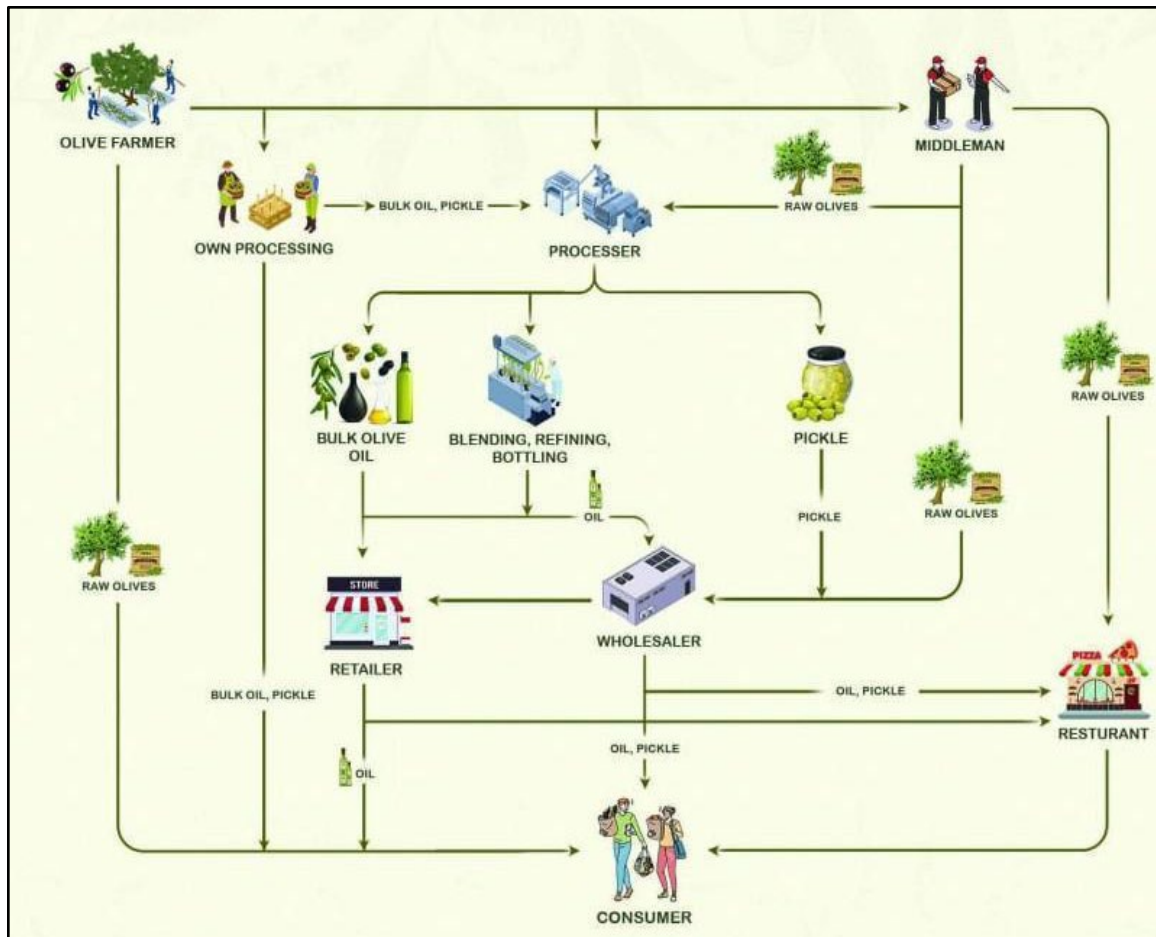 OLIVE FARMER
MIDDLEMAN
RAW OLIVES
BULK OIL, PICKLE
OWN PROCESSING
PROCESSER
RAW OLIVES
BULK OLIVE
OIL
BLENDING, REFINING,
BOTTLING
PICKLE
RAW OLIVES
OIL
PICKLE
RAW OLIVES
STORE
RETAILER
WHOLESALER
PIZZA
BULK OIL, PICKLE
OIL, PICKLE
RESTURANT
OIL, PICKLE
OIL
CONSUMER